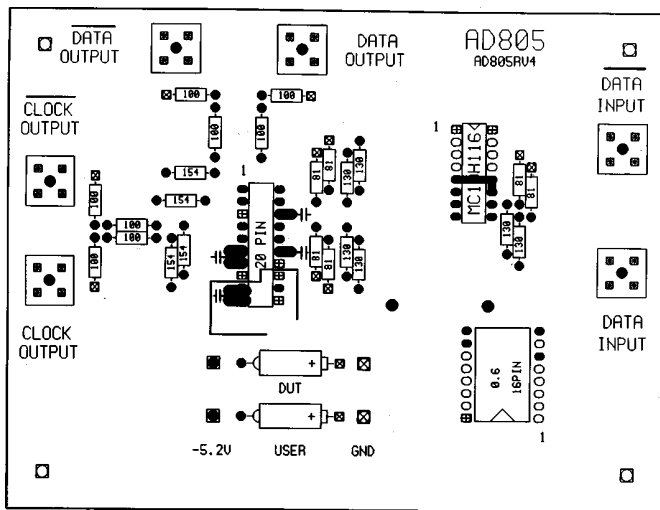 DATA
OUTPUT
DATA
OUTPUT
AD805
AD805RV4
DATA
INPUT
CLOCK
OUTPUT
100
100
100
100
1
1
MC10H116
154
154
81
81
130
130
81
81
130
130
100
100
100
100
154
154
20 PIN
81
81
130
130
CLOCK
OUTPUT
DATA
INPUT
0.6
16PIN
1
+
DUT
+
-5.2V
USER
GND